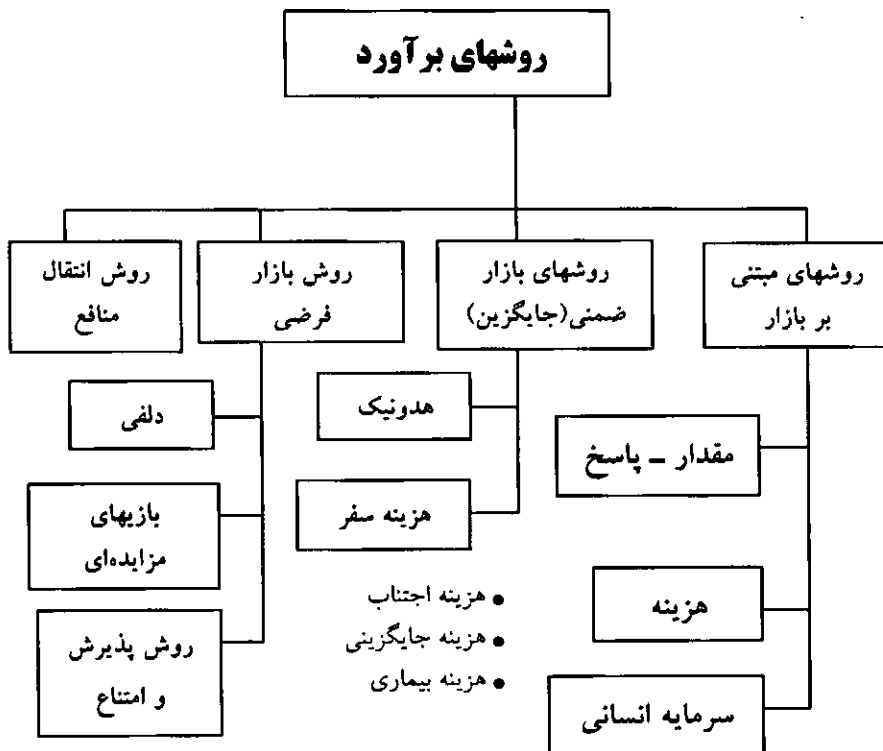 روشهای برآورد
روشهای مبتنی
بر بازار
روشهای بازار
ضمنی(جایگزین)
روش بازار
فرضی
روش انتقال
منافع
مقدار ـ پاسخ
هزینه
سرمایه انسانی
هدونیک
هزینه سفر
● هزینه اجتناب
● هزینه جایگزینی
● هزینه بیماری
دلفی
بازیهای
مزایده‌ای
روش پذیرش
و امتناع